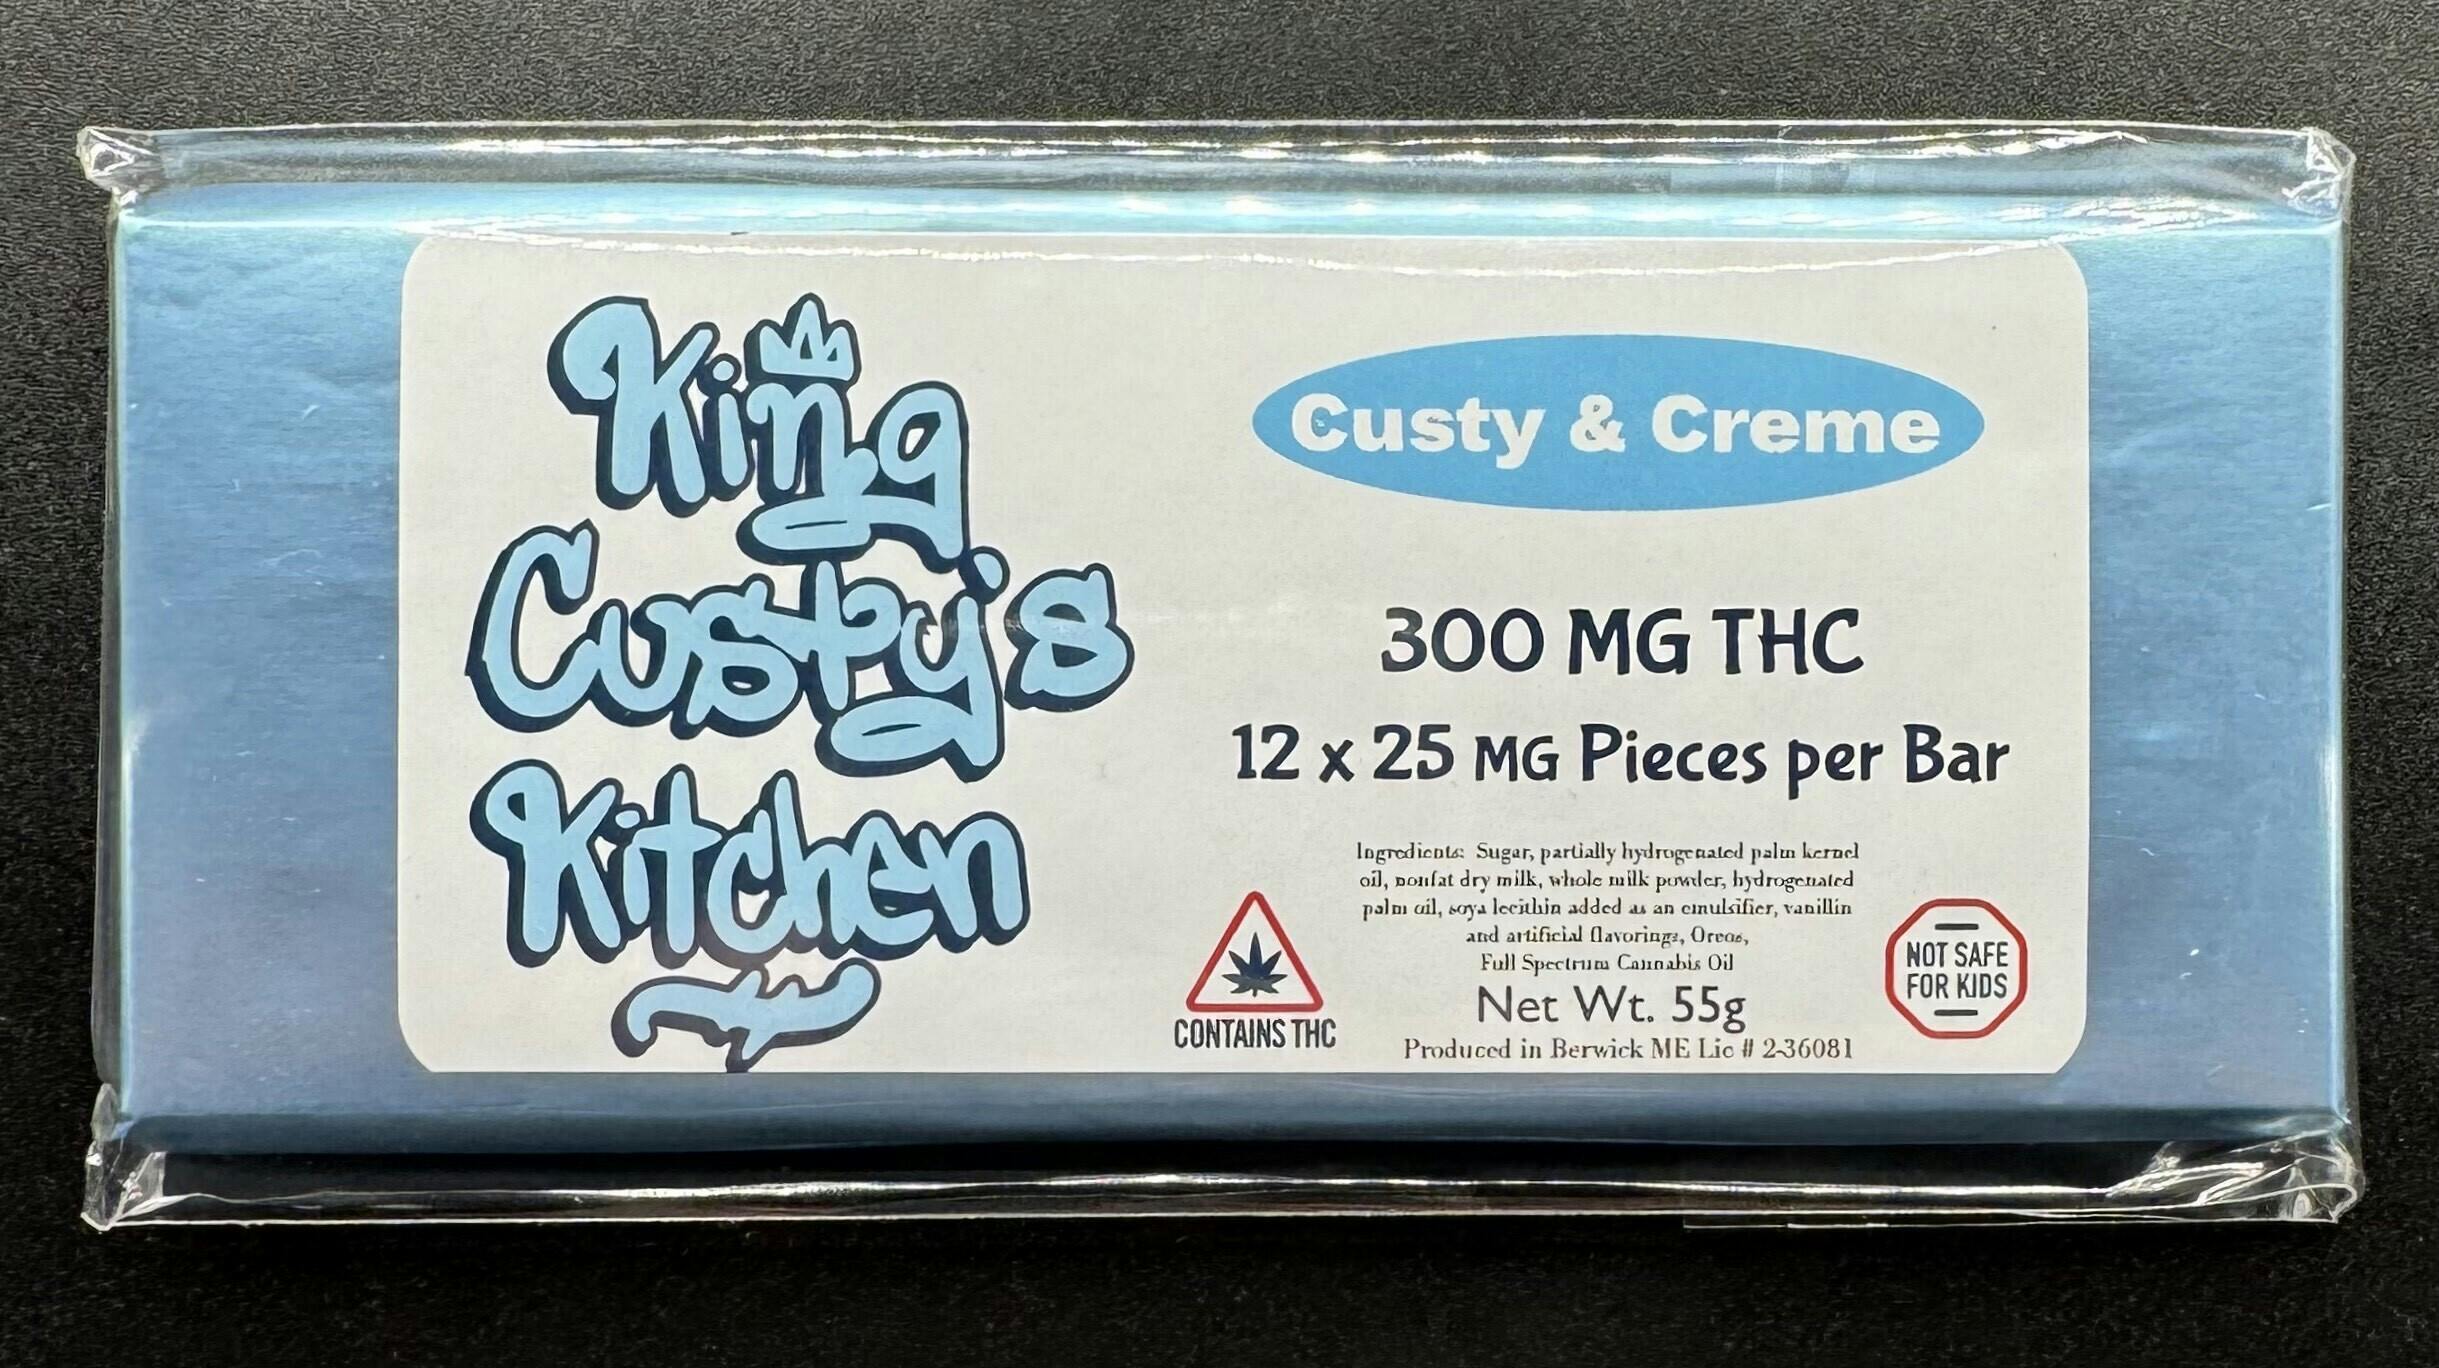 King
Custy's
Kitchen
Custy & Creme
300 MG THC
12 x 25 MG Pieces per Bar
Ingredients: Sugar, partially hydrogenated palm kernel
oil, nonfat dry milk, whole milk powder, hydrogenated
palm oil, soya lecithin added as an emulsifier, vanillin
and artificial flavorings, Oreos,
Full Spectrum Cannabis Oil
Net Wt. 55g
Produced in Berwick ME Lic # 2-36081
CONTAINS THC
NOT SAFE
FOR KIDS